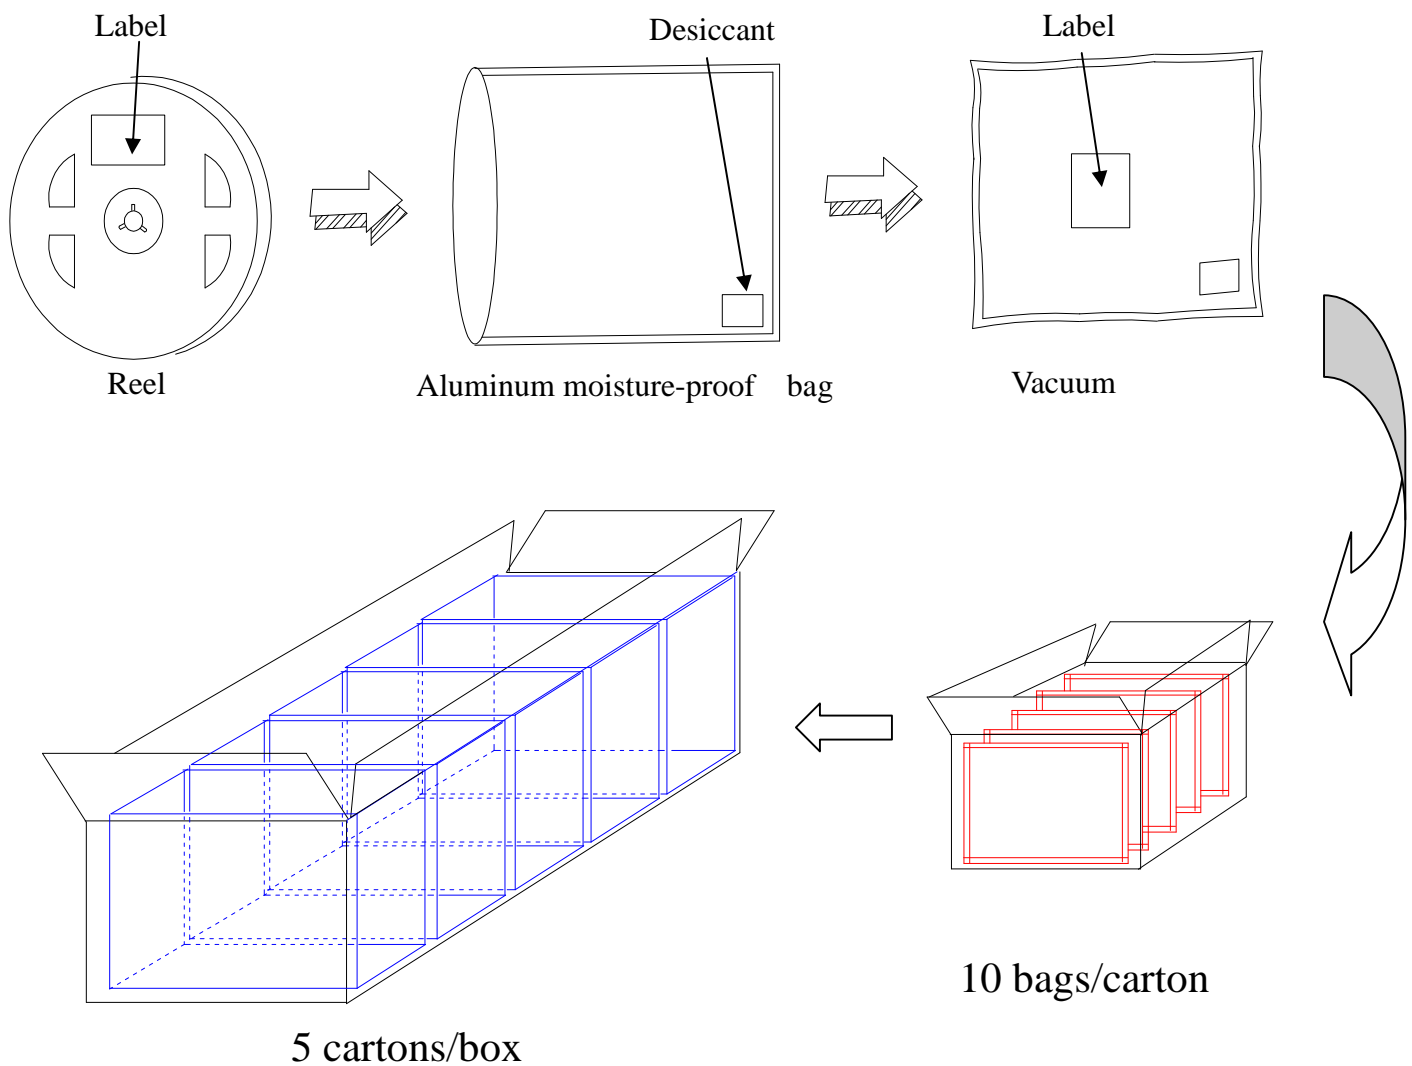 Label
Desiccant
Label
Reel
Aluminum moisture-proof bag
Vacuum
10 bags/carton
5 cartons/box